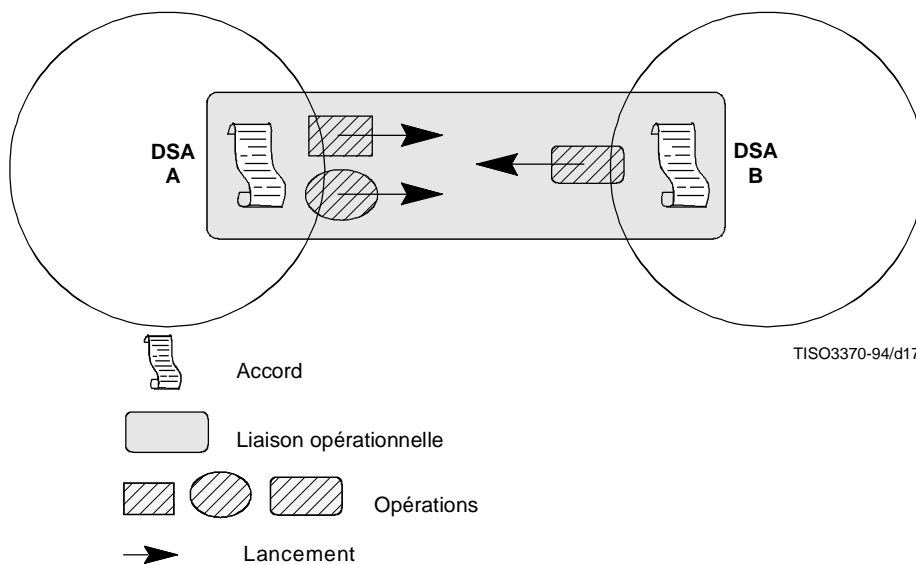 DSA
A
DSA
B
TISO3370-94/d17
Accord
Liaison opérationnelle
Opérations
Lancement